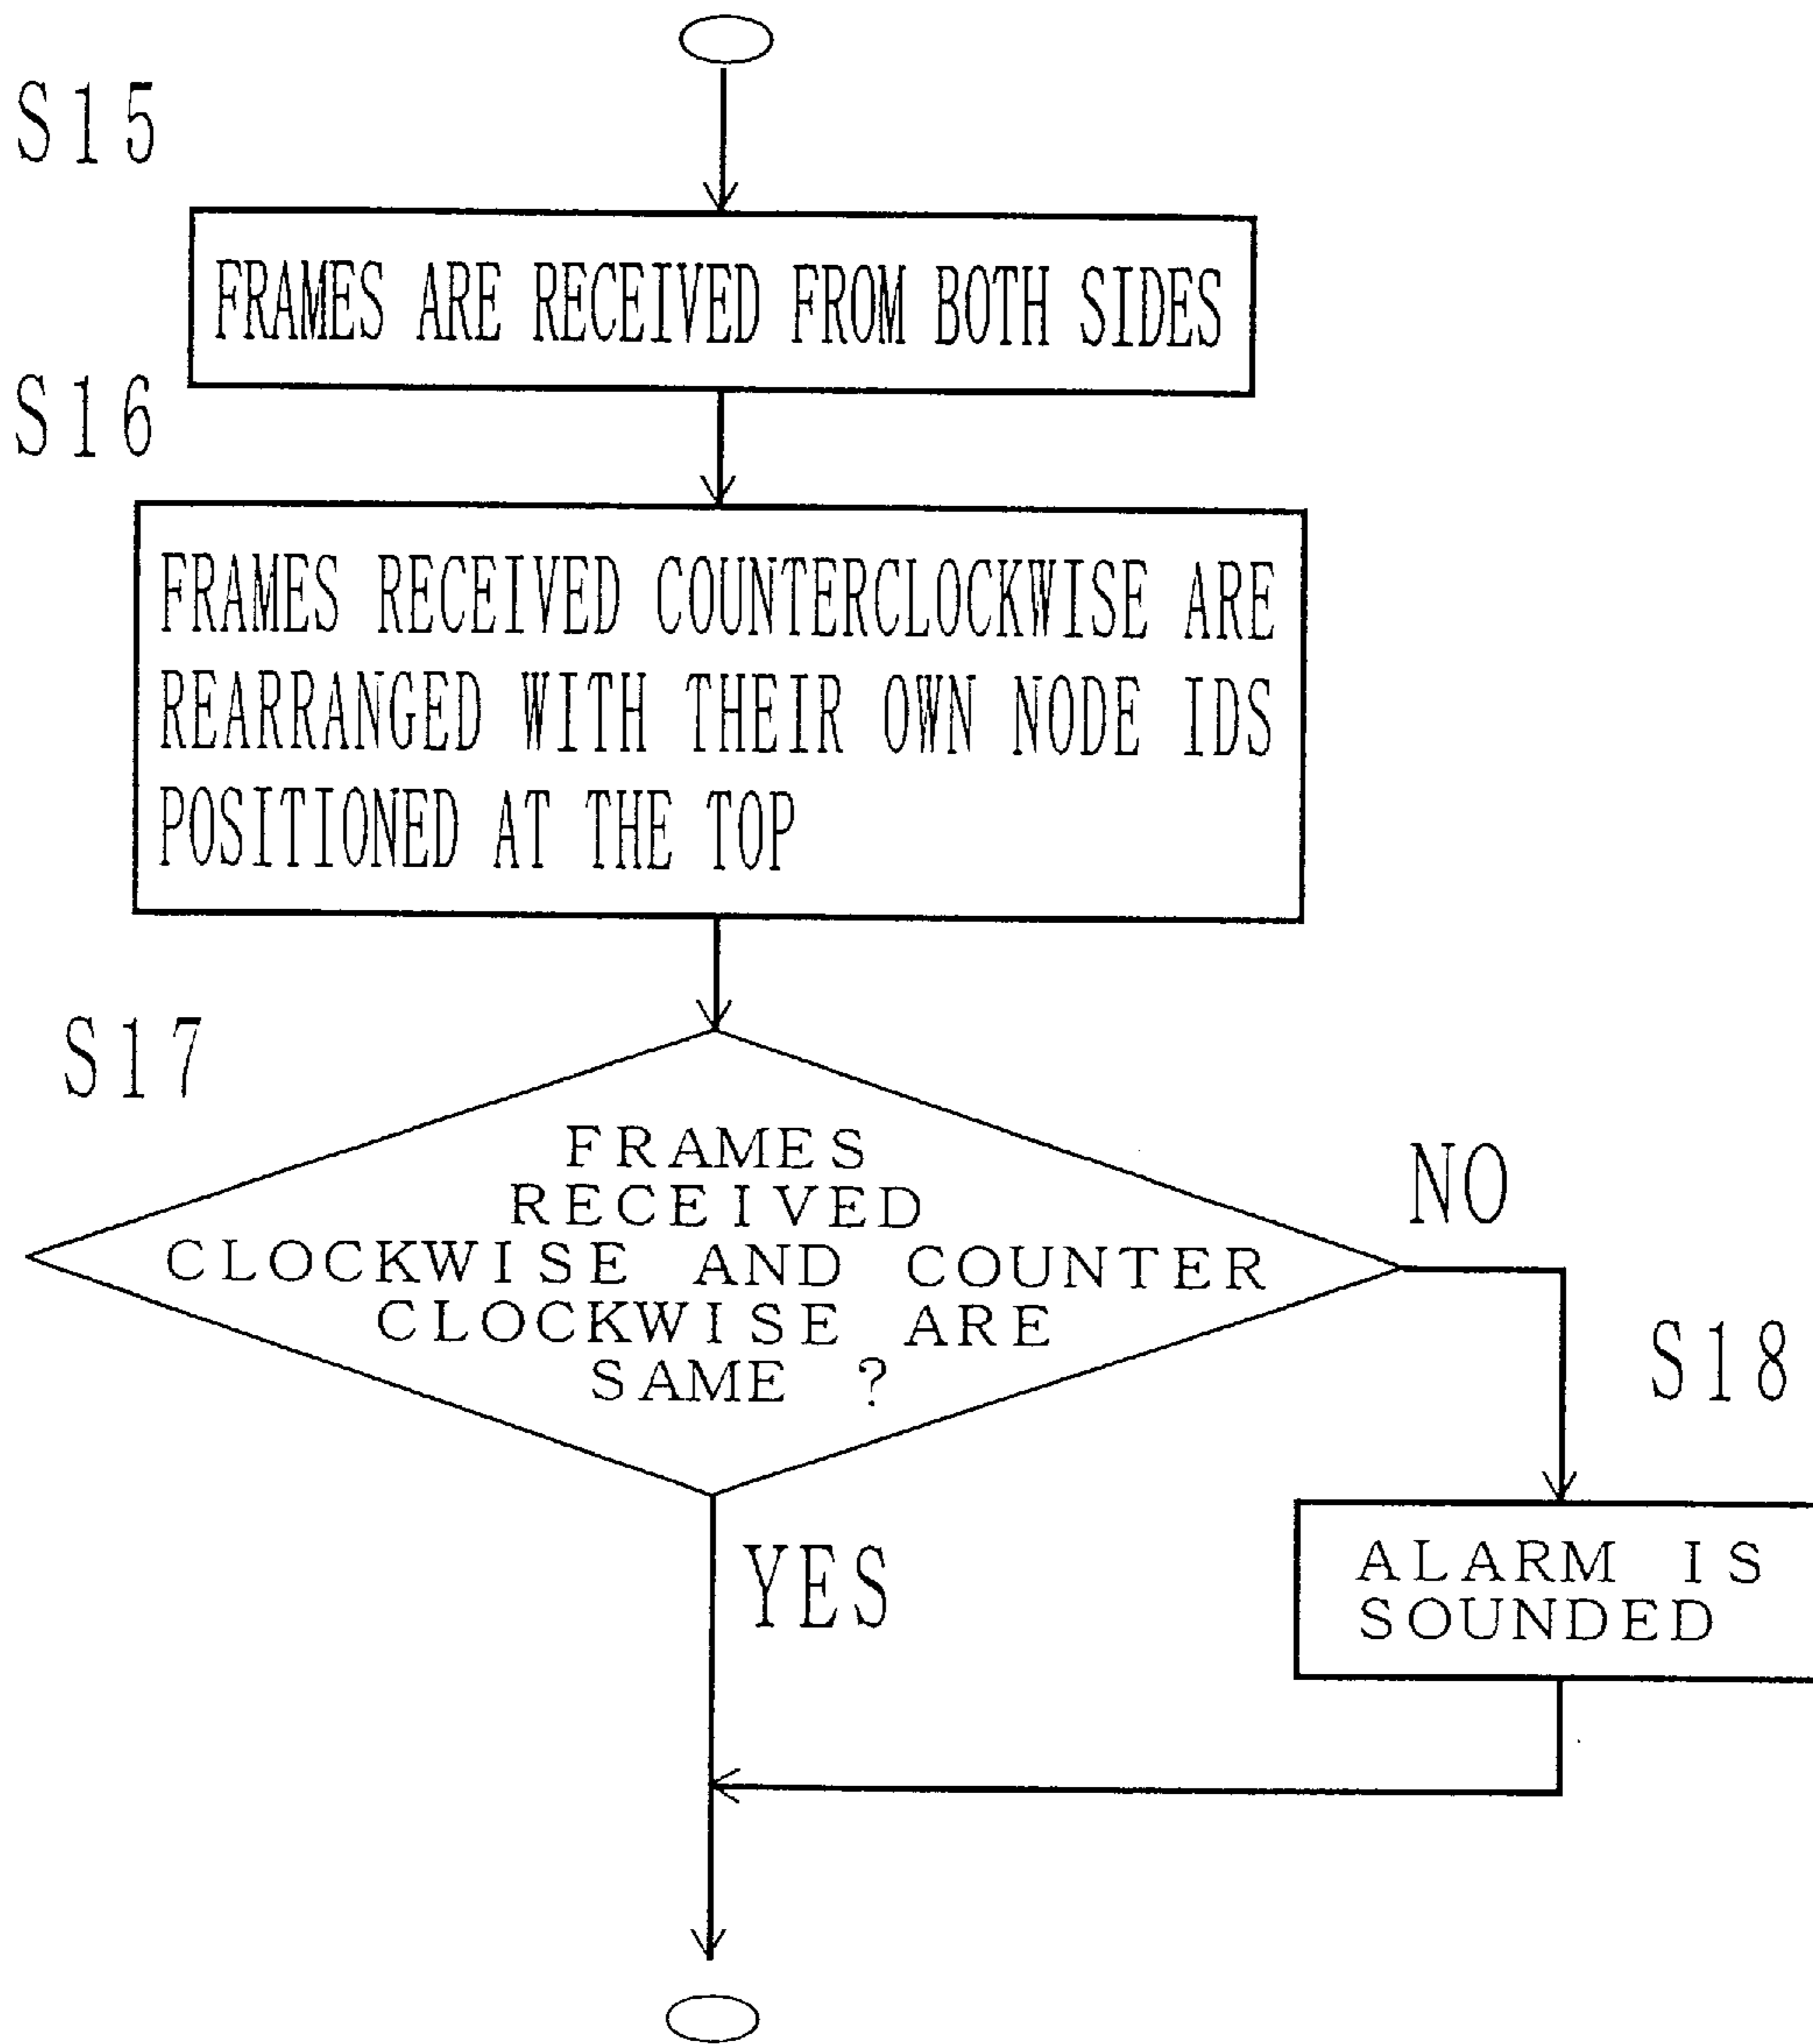 S15
FRAMES ARE RECEIVED FROM BOTH SIDES
S16
FRAMES RECEIVED COUNTERCLOCKWISE ARE
REARRANGED WITH THEIR OWN NODE IDS
POSITIONED AT THE TOP
S17
FRAMES
RECEIVED
CLOCKWISE AND COUNTER
CLOCKWISE ARE
SAME ?
NO
S18
ALARM IS
SOUNDED
YES